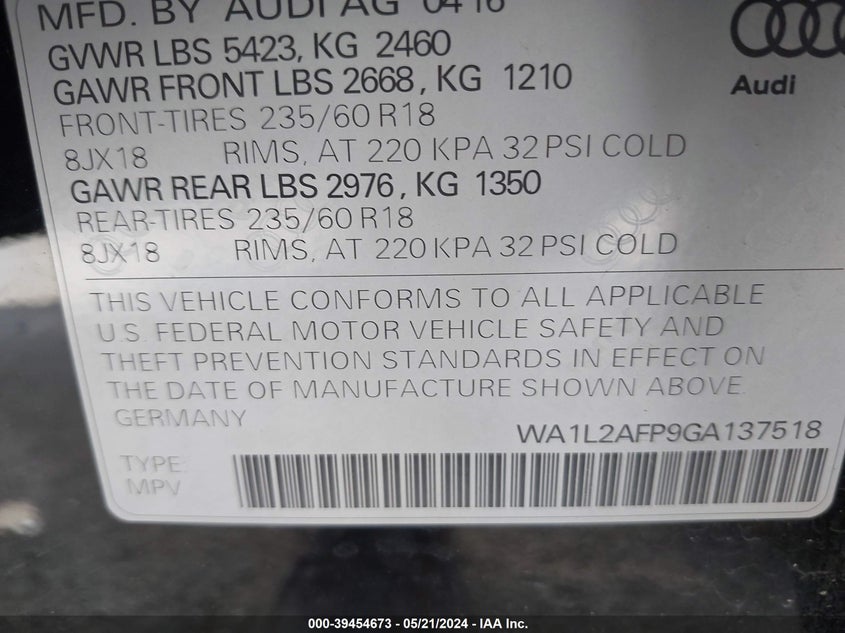 MFD. BY AUDI AG 04 16
GVWR LBS 5423, KG 2460
GAWR FRONT LBS 2668, KG 1210
FRONT-TIRES 235/60 R18
8JX18 RIMS, AT 220 KPA 32 PSI COLD
GAWR REAR LBS 2976, KG 1350
REAR-TIRES 235/60 R18
8JX18 RIMS, AT 220 KPA 32 PSI COLD
Audi
THIS VEHICLE CONFORMS TO ALL APPLICABLE
U.S. FEDERAL MOTOR VEHICLE SAFETY AND
THEFT PREVENTION STANDARDS IN EFFECT ON
THE DATE OF MANUFACTURE SHOWN ABOVE.
GERMANY
WA1L2AFP9GA137518
TYPE:
MPV
000-39454673 — 05/21/2024 — IAA Inc.